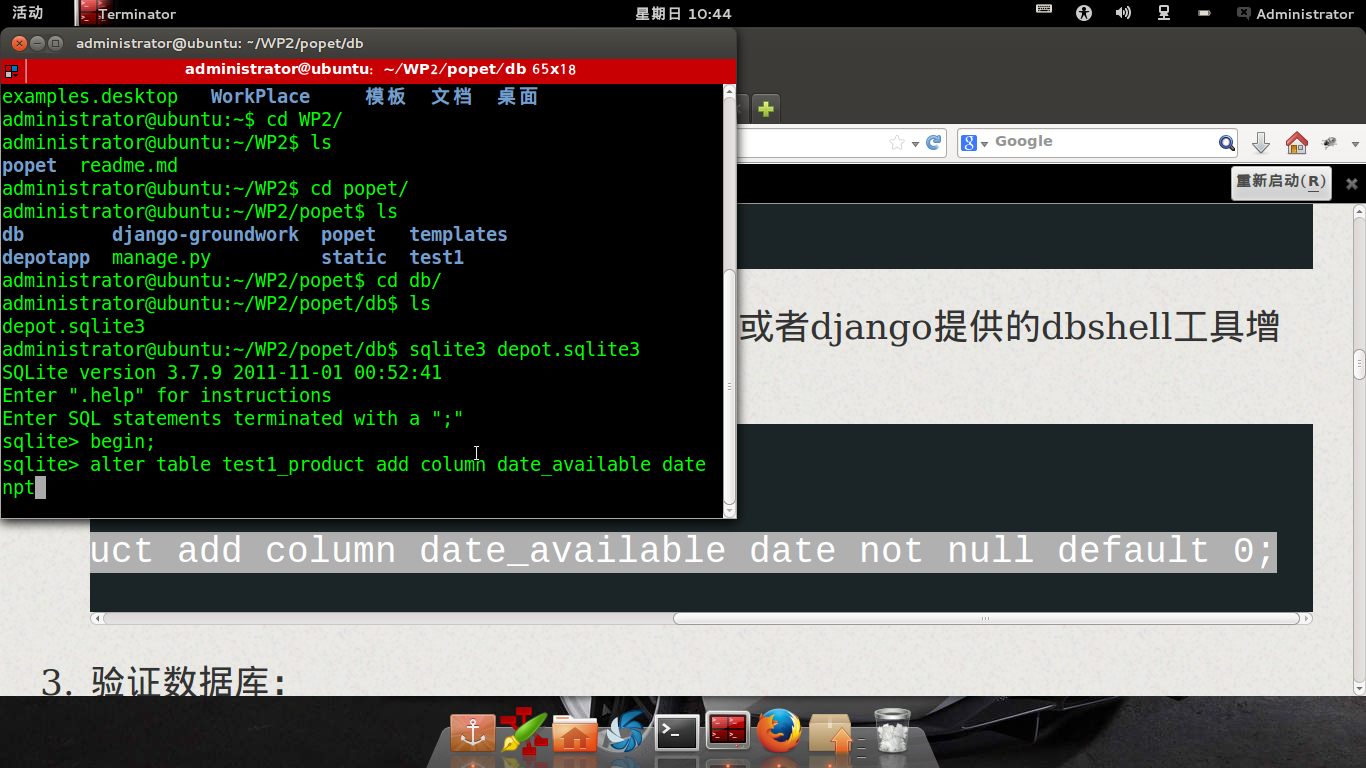 活动
Terminator
星期日 10:44
Administrator
administrator@ubuntu: ~/WP2/popet/db
administrator@ubuntu: ~/WP2/popet/db 65x18
examples.desktop WorkPlace 模板 文档 桌面
administrator@ubuntu:~$ cd WP2/
administrator@ubuntu:~/WP2$ ls
popet readme.md
administrator@ubuntu:~/WP2$ cd popet/
administrator@ubuntu:~/WP2/popet$ ls
db django-groundwork popet templates
depotapp manage.py static test1
administrator@ubuntu:~/WP2/popet$ cd db/
administrator@ubuntu:~/WP2/popet/db$ ls
depot.sqlite3
administrator@ubuntu:~/WP2/popet/db$ sqlite3 depot.sqlite3
SQLite version 3.7.9 2011-11-01 00:52:41
Enter ".help" for instructions
Enter SQL statements terminated with a ";"
sqlite> begin;
sqlite> alter table test1_product add column date_available date
npt
Google
重新启动(R)
或者django提供的dbshell工具增
uct add column date_available date not null default 0;
3. 验证数据库: